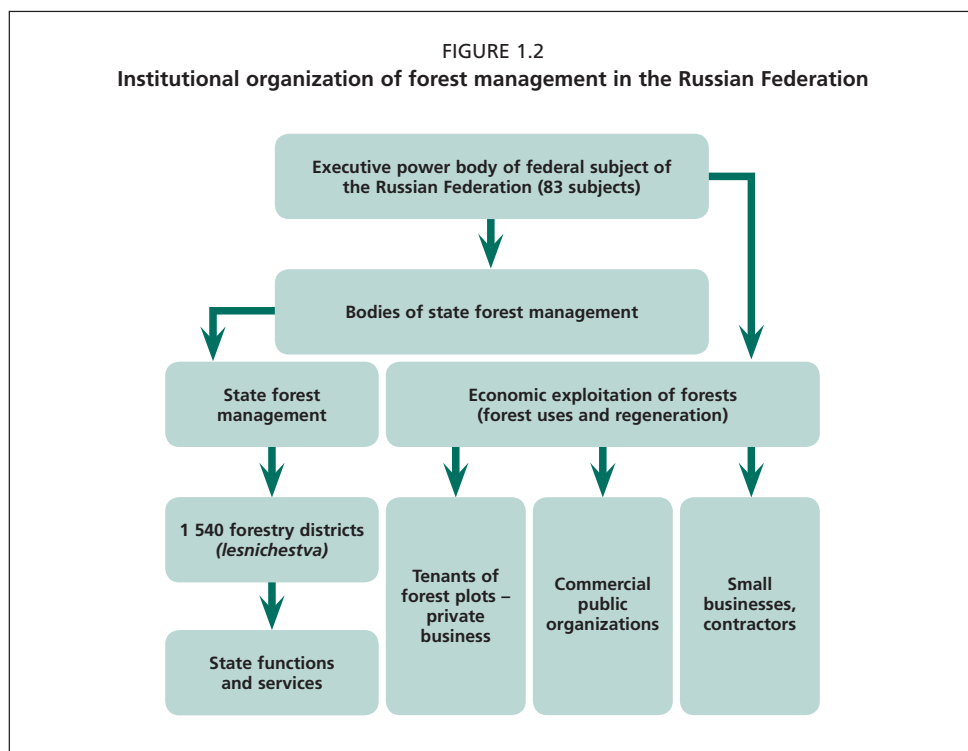 FIGURE 1.2
Institutional organization of forest management in the Russian Federation
Executive power body of federal subject of
the Russian Federation (83 subjects)
Bodies of state forest management
State forest
management
Economic exploitation of forests
(forest uses and regeneration)
1 540 forestry districts
(lesnichestva)
State functions
and services
Tenants of
forest plots –
private
business
Commercial
public
organizations
Small
businesses,
contractors